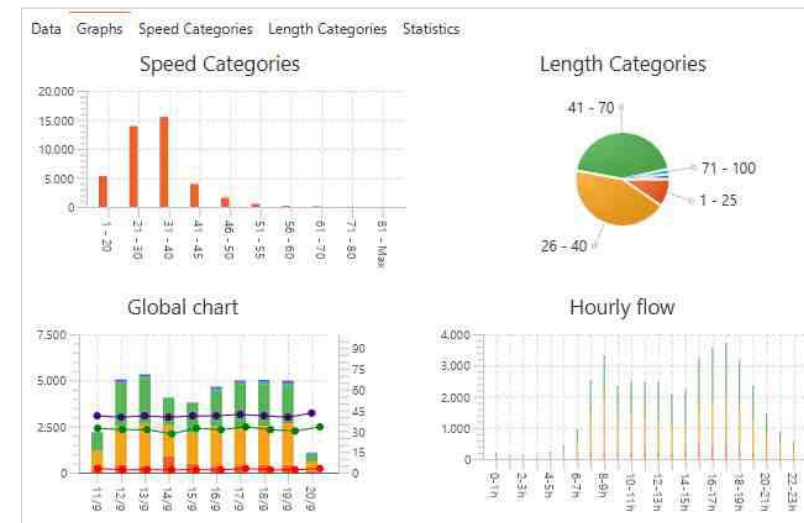 Data Graphs Speed Categories Length Categories Statistics
Speed Categories
20.000
15.000
10.000
5.000
0
1 - 20
21 - 30
31 - 40
41 - 45
46 - 50
51 - 55
56 - 60
61 - 70
71 - 80
81 - Max
Length Categories
41 - 70
71 - 100
1 - 25
26 - 40
Global chart
7.500
5.000
2.500
0
90
75
60
45
30
15
0
11/9
12/9
13/9
14/9
15/9
16/9
17/9
18/9
19/9
20/9
Hourly flow
4.000
3.000
2.000
1.000
0
0-1h
2-3h
4-5h
6-7h
8-9h
10-11h
12-13h
14-15h
16-17h
18-19h
20-21h
22-23h